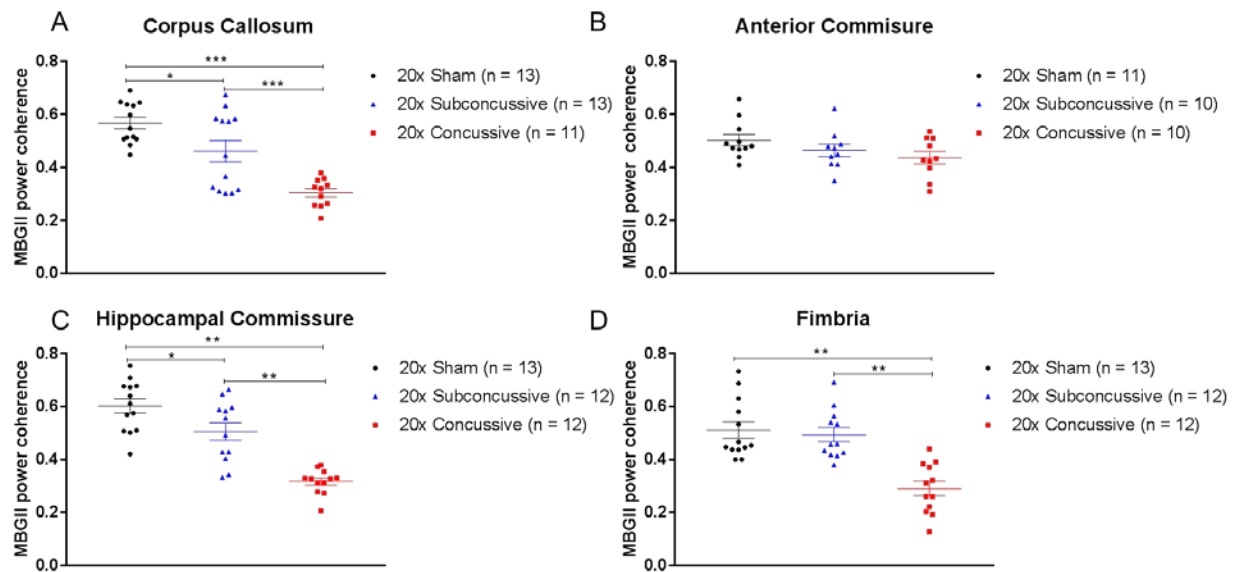 A
Corpus Callosum
MBGII power coherence
0.8
0.6
0.4
0.2
0.0
***
*
***
20x Sham (n = 13)
20x Subconcussive (n = 13)
20x Concussive (n = 11)
B
Anterior Commisure
MBGII power coherence
0.8
0.6
0.4
0.2
0.0
20x Sham (n = 11)
20x Subconcussive (n = 10)
20x Concussive (n = 10)
C
Hippocampal Commissure
MBGII power coherence
0.8
0.6
0.4
0.2
0.0
**
*
**
20x Sham (n = 13)
20x Subconcussive (n = 12)
20x Concussive (n = 12)
D
Fimbria
MBGII power coherence
0.8
0.6
0.4
0.2
0.0
**
**
20x Sham (n = 13)
20x Subconcussive (n = 12)
20x Concussive (n = 12)